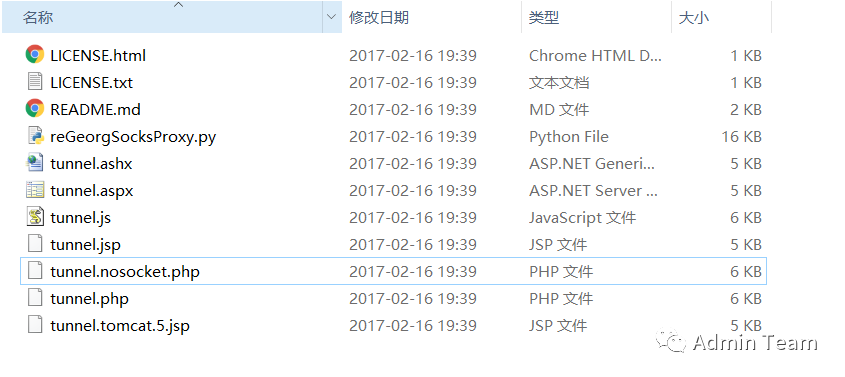 名称 修改日期 类型 大小
LICENSE.html 2017-02-16 19:39 Chrome HTML D... 1 KB
LICENSE.txt 2017-02-16 19:39 文本文档 1 KB
README.md 2017-02-16 19:39 MD 文件 2 KB
reGeorgSocksProxy.py 2017-02-16 19:39 Python File 16 KB
tunnel.ashx 2017-02-16 19:39 ASP.NET Generi... 5 KB
tunnel.aspx 2017-02-16 19:39 ASP.NET Server ... 5 KB
tunnel.js 2017-02-16 19:39 JavaScript 文件 6 KB
tunnel.jsp 2017-02-16 19:39 JSP 文件 5 KB
tunnel.nosocket.php 2017-02-16 19:39 PHP 文件 6 KB
tunnel.php 2017-02-16 19:39 PHP 文件 6 KB
tunnel.tomcat.5.jsp 2017-02-16 19:39 JSP 文件 5 KB
Admin Team